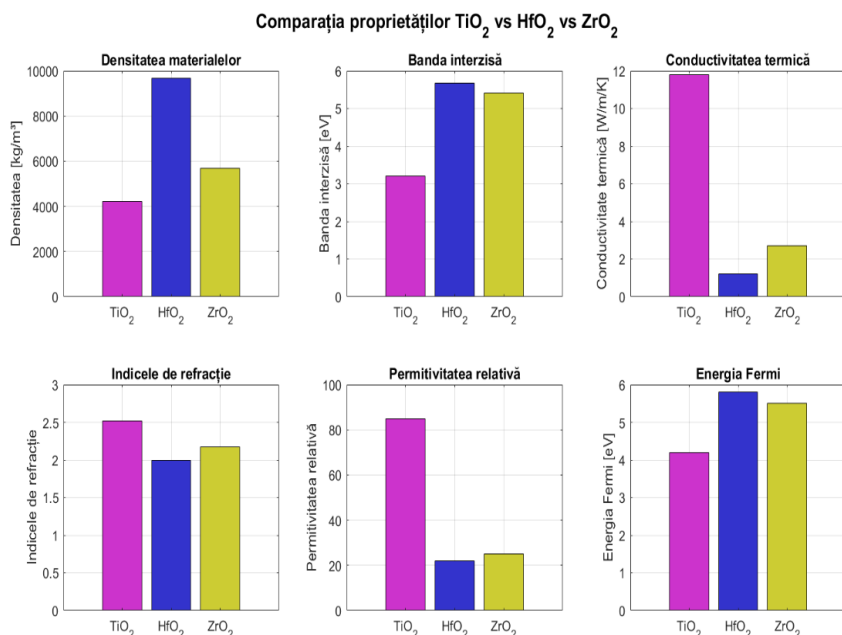 Comparația proprietăților TiO₂ vs HfO₂ vs ZrO₂
Densitatea materialelor
Densitatea [kg/m³]
10000
8000
6000
4000
2000
0
TiO₂ HfO₂ ZrO₂
Banda interzisă
Banda interzisă [eV]
6
5
4
3
2
1
0
TiO₂ HfO₂ ZrO₂
Conductivitatea termică
Conductivitate termică [W/m/K]
12
10
8
6
4
2
0
TiO₂ HfO₂ ZrO₂
Indicele de refracție
Indicele de refracție
3
2.5
2
1.5
1
0.5
0
TiO₂ HfO₂ ZrO₂
Permitivitatea relativă
Permitivitatea relativă
100
80
60
40
20
0
TiO₂ HfO₂ ZrO₂
Energia Fermi
Energia Fermi [eV]
6
5
4
3
2
1
0
TiO₂ HfO₂ ZrO₂